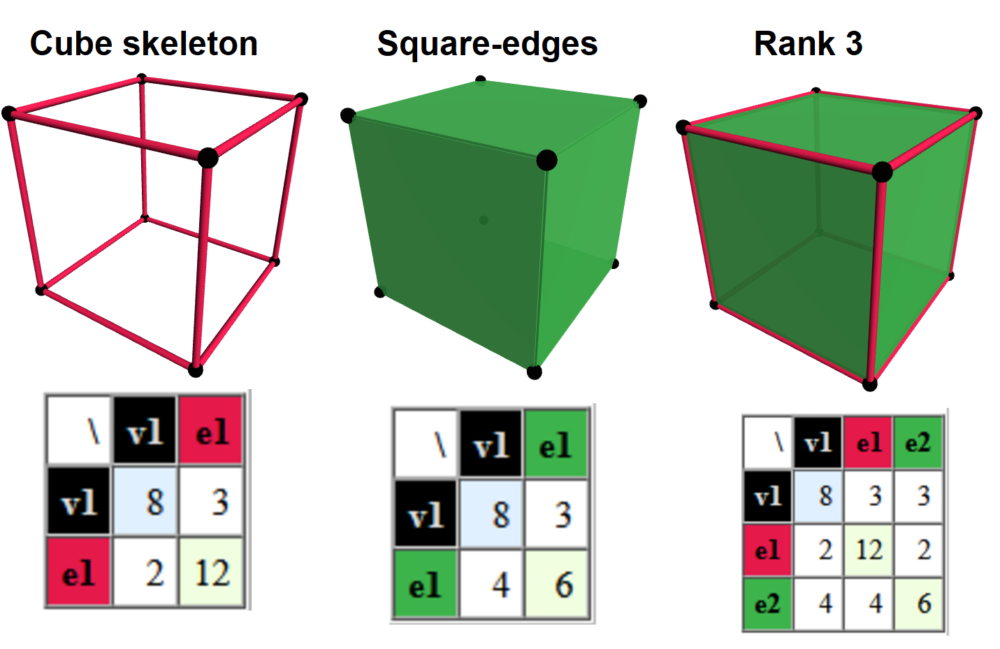 Cube skeleton
Square-edges
Rank 3
\ v1 e1
v1 8 3
e1 2 12
\ v1 e1
v1 8 3
e1 4 6
\ v1 e1 e2
v1 8 3 3
e1 2 12 2
e2 4 4 6